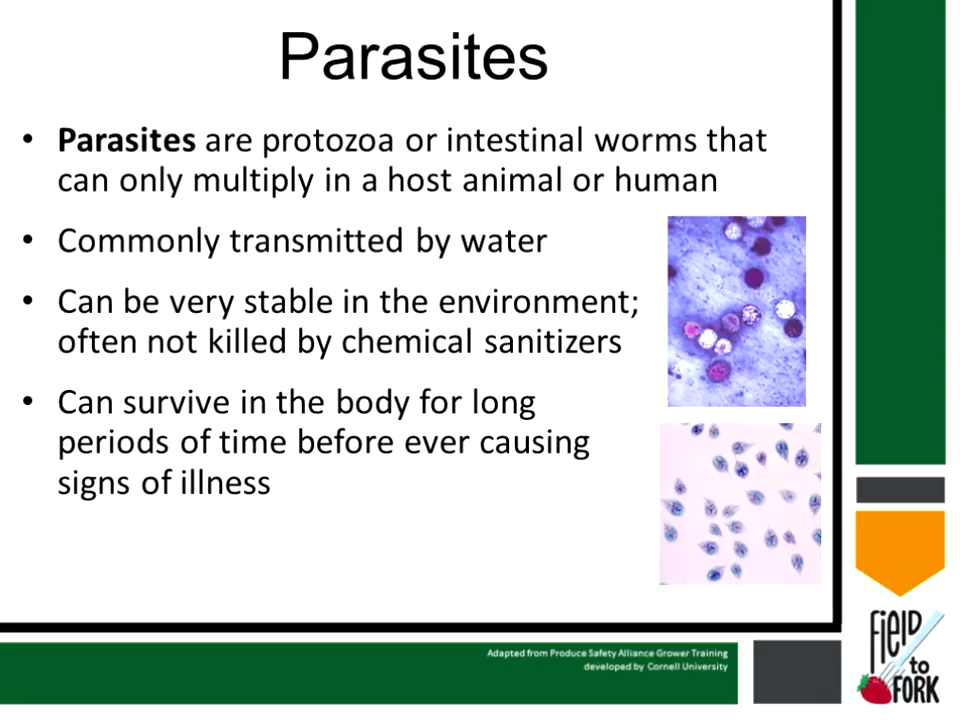 Parasites
• Parasites are protozoa or intestinal worms that
can only multiply in a host animal or human
• Commonly transmitted by water
• Can be very stable in the environment;
often not killed by chemical sanitizers
• Can survive in the body for long
periods of time before ever causing
signs of illness
Adapted from Produce Safety Alliance Grower Training
developed by Cornell University
FielD
to
FORK